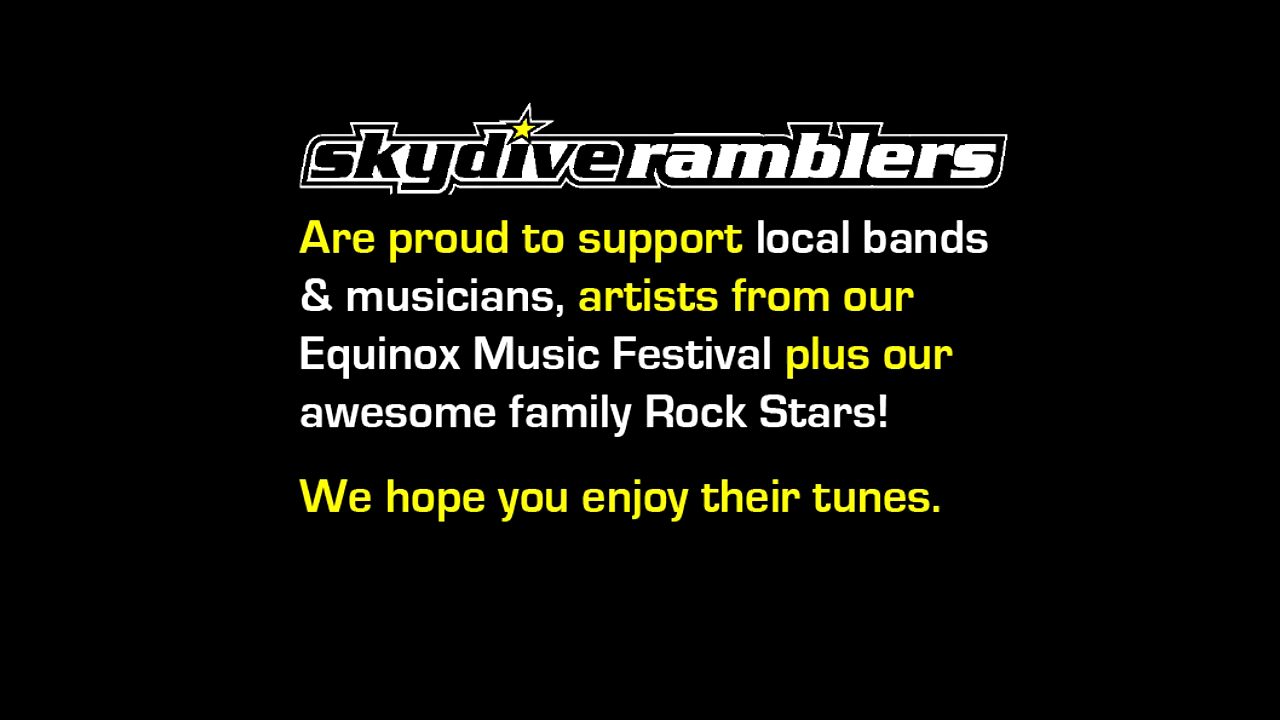 skydiveramblers
Are proud to support local bands
& musicians, artists from our
Equinox Music Festival plus our
awesome family Rock Stars!
We hope you enjoy their tunes.